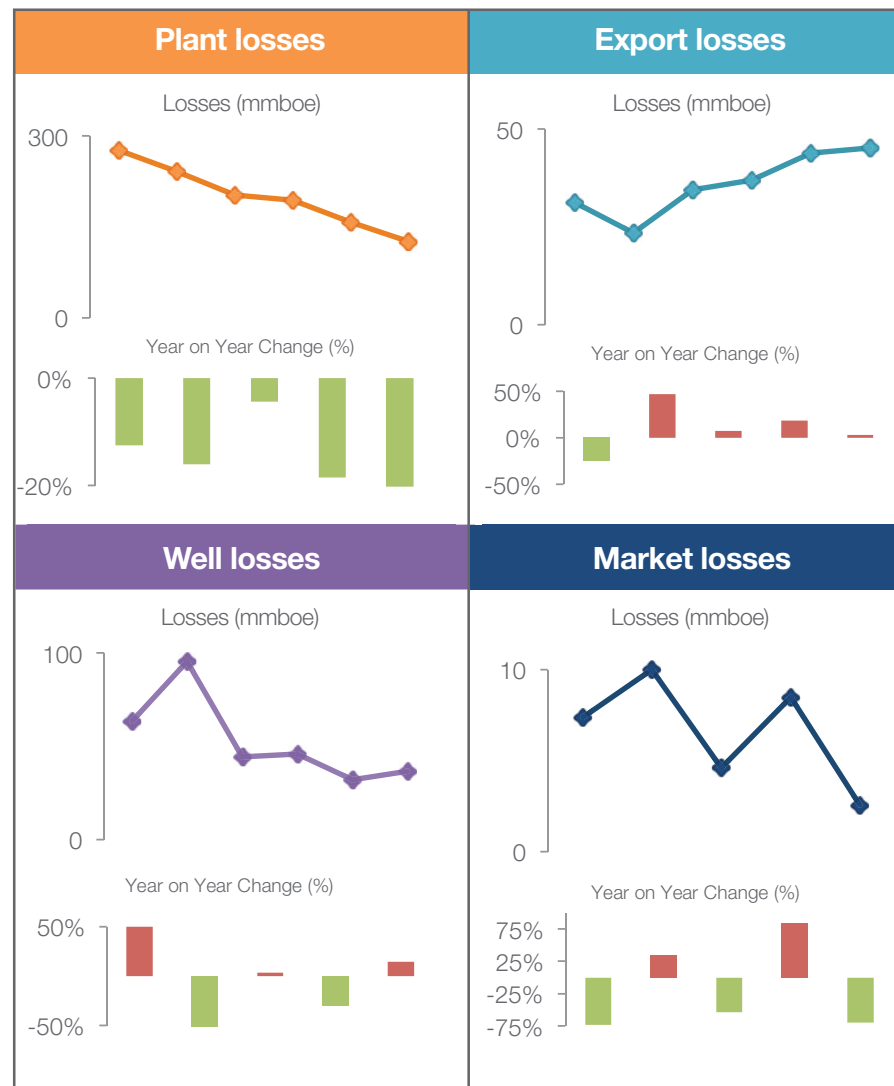 Plant losses
Losses (mmboe)
300
0
Year on Year Change (%)
0%
-20%
Export losses
Losses (mmboe)
50
0
Year on Year Change (%)
50%
0%
-50%
Well losses
Losses (mmboe)
100
0
Year on Year Change (%)
50%
-50%
Market losses
Losses (mmboe)
10
0
Year on Year Change (%)
75%
25%
-25%
-75%